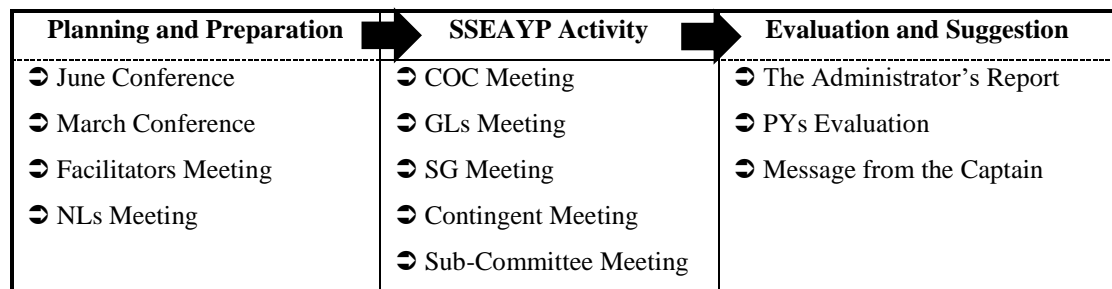 Planning and Preparation
SSEAYP Activity
Evaluation and Suggestion
➲ June Conference
➲ March Conference
➲ Facilitators Meeting
➲ NLs Meeting
➲ COC Meeting
➲ GLs Meeting
➲ SG Meeting
➲ Contingent Meeting
➲ Sub-Committee Meeting
➲ The Administrator’s Report
➲ PYs Evaluation
➲ Message from the Captain